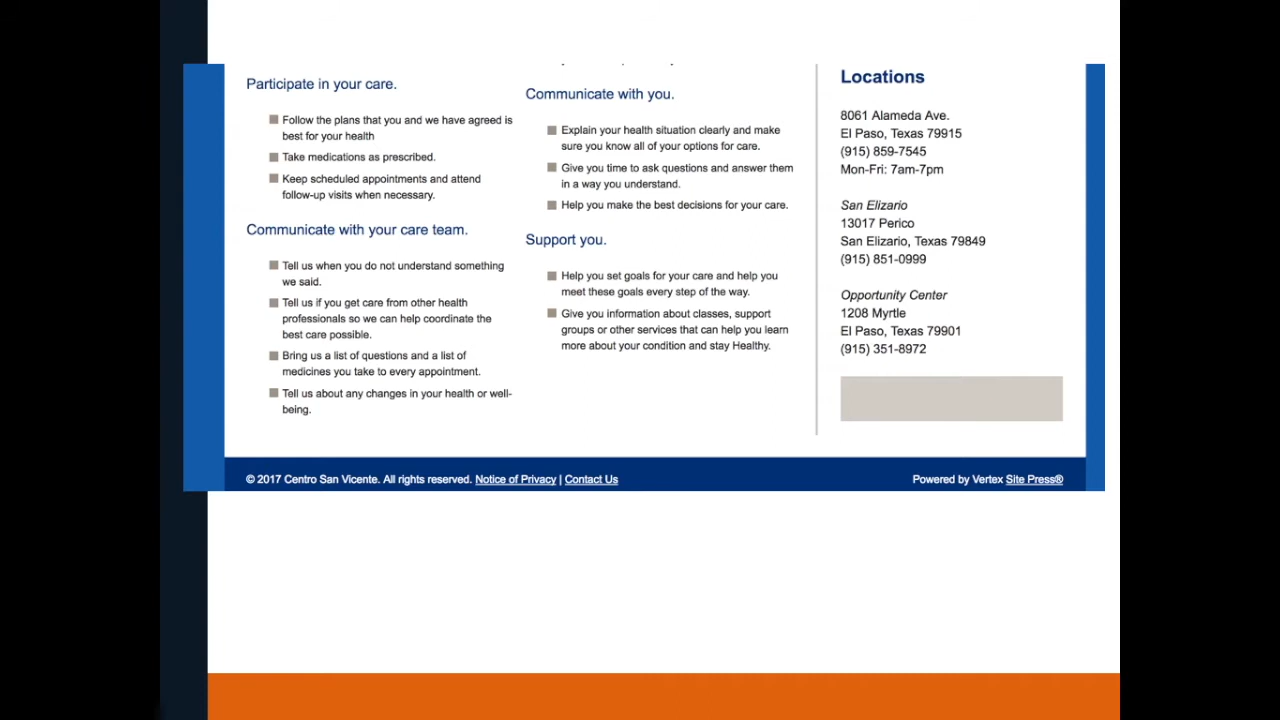 Participate in your care.
Follow the plans that you and we have agreed is
best for your health
Take medications as prescribed.
Keep scheduled appointments and attend
follow-up visits when necessary.
Communicate with your care team.
Tell us when you do not understand something
we said.
Tell us if you get care from other health
professionals so we can help coordinate the
best care possible.
Bring us a list of questions and a list of
medicines you take to every appointment.
Tell us about any changes in your health or well-
being.
Communicate with you.
Explain your health situation clearly and make
sure you know all of your options for care.
Give you time to ask questions and answer them
in a way you understand.
Help you make the best decisions for your care.
Support you.
Help you set goals for your care and help you
meet these goals every step of the way.
Give you information about classes, support
groups or other services that can help you learn
more about your condition and stay Healthy.
Locations
8061 Alameda Ave.
El Paso, Texas 79915
(915) 859-7545
Mon-Fri: 7am-7pm
San Elizario
13017 Perico
San Elizario, Texas 79849
(915) 851-0999
Opportunity Center
1208 Myrtle
El Paso, Texas 79901
(915) 351-8972
© 2017 Centro San Vicente. All rights reserved. Notice of Privacy | Contact Us
Powered by Vertex Site Press®